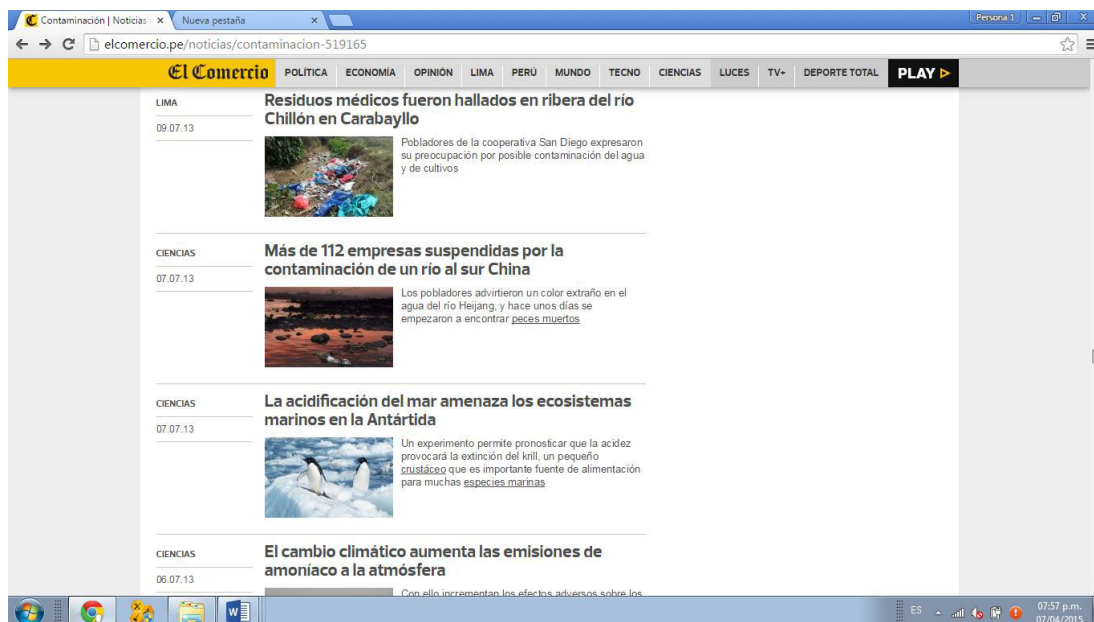 Contaminación | Noticias
Nueva pestaña
Persona 1
elcomercio.pe/noticias/contaminacion-519165
El Comercio POLÍTICA ECONOMÍA OPINIÓN LIMA PERÚ MUNDO TECNO CIENCIAS LUCES TV+ DEPORTE TOTAL PLAY
LIMA
09.07.13
Residuos médicos fueron hallados en ribera del río
Chillón en Carabayllo
Pobladores de la cooperativa San Diego expresaron
su preocupación por posible contaminación del agua
y de cultivos
CIENCIAS
07.07.13
Más de 112 empresas suspendidas por la
contaminación de un río al sur China
Los pobladores advirtieron un color extraño en el
agua del río Heijang, y hace unos días se
empezaron a encontrar peces muertos
CIENCIAS
07.07.13
La acidificación del mar amenaza los ecosistemas
marinos en la Antártida
Un experimento permite pronosticar que la acidez
provocará la extinción del krill, un pequeño
crustáceo que es importante fuente de alimentación
para muchas especies marinas
CIENCIAS
06.07.13
El cambio climático aumenta las emisiones de
amoníaco a la atmósfera
Con ello incrementan los efectos adversos sobre los
ES
07:57 p.m.
07/04/2015